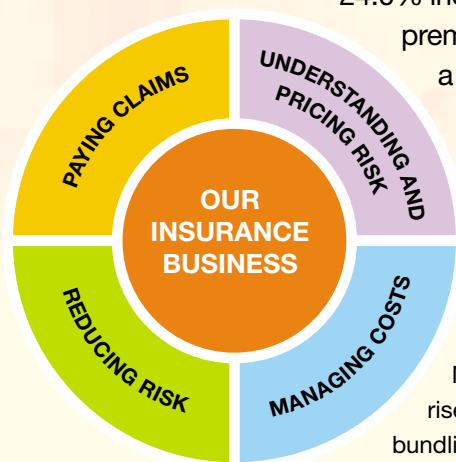 prem
a
PAYING CLAIMS
UNDERSTANDING AND
PRICING RISK
OUR
INSURANCE
BUSINESS
REDUCING RISK
MANAGING COSTS
rise
bundli